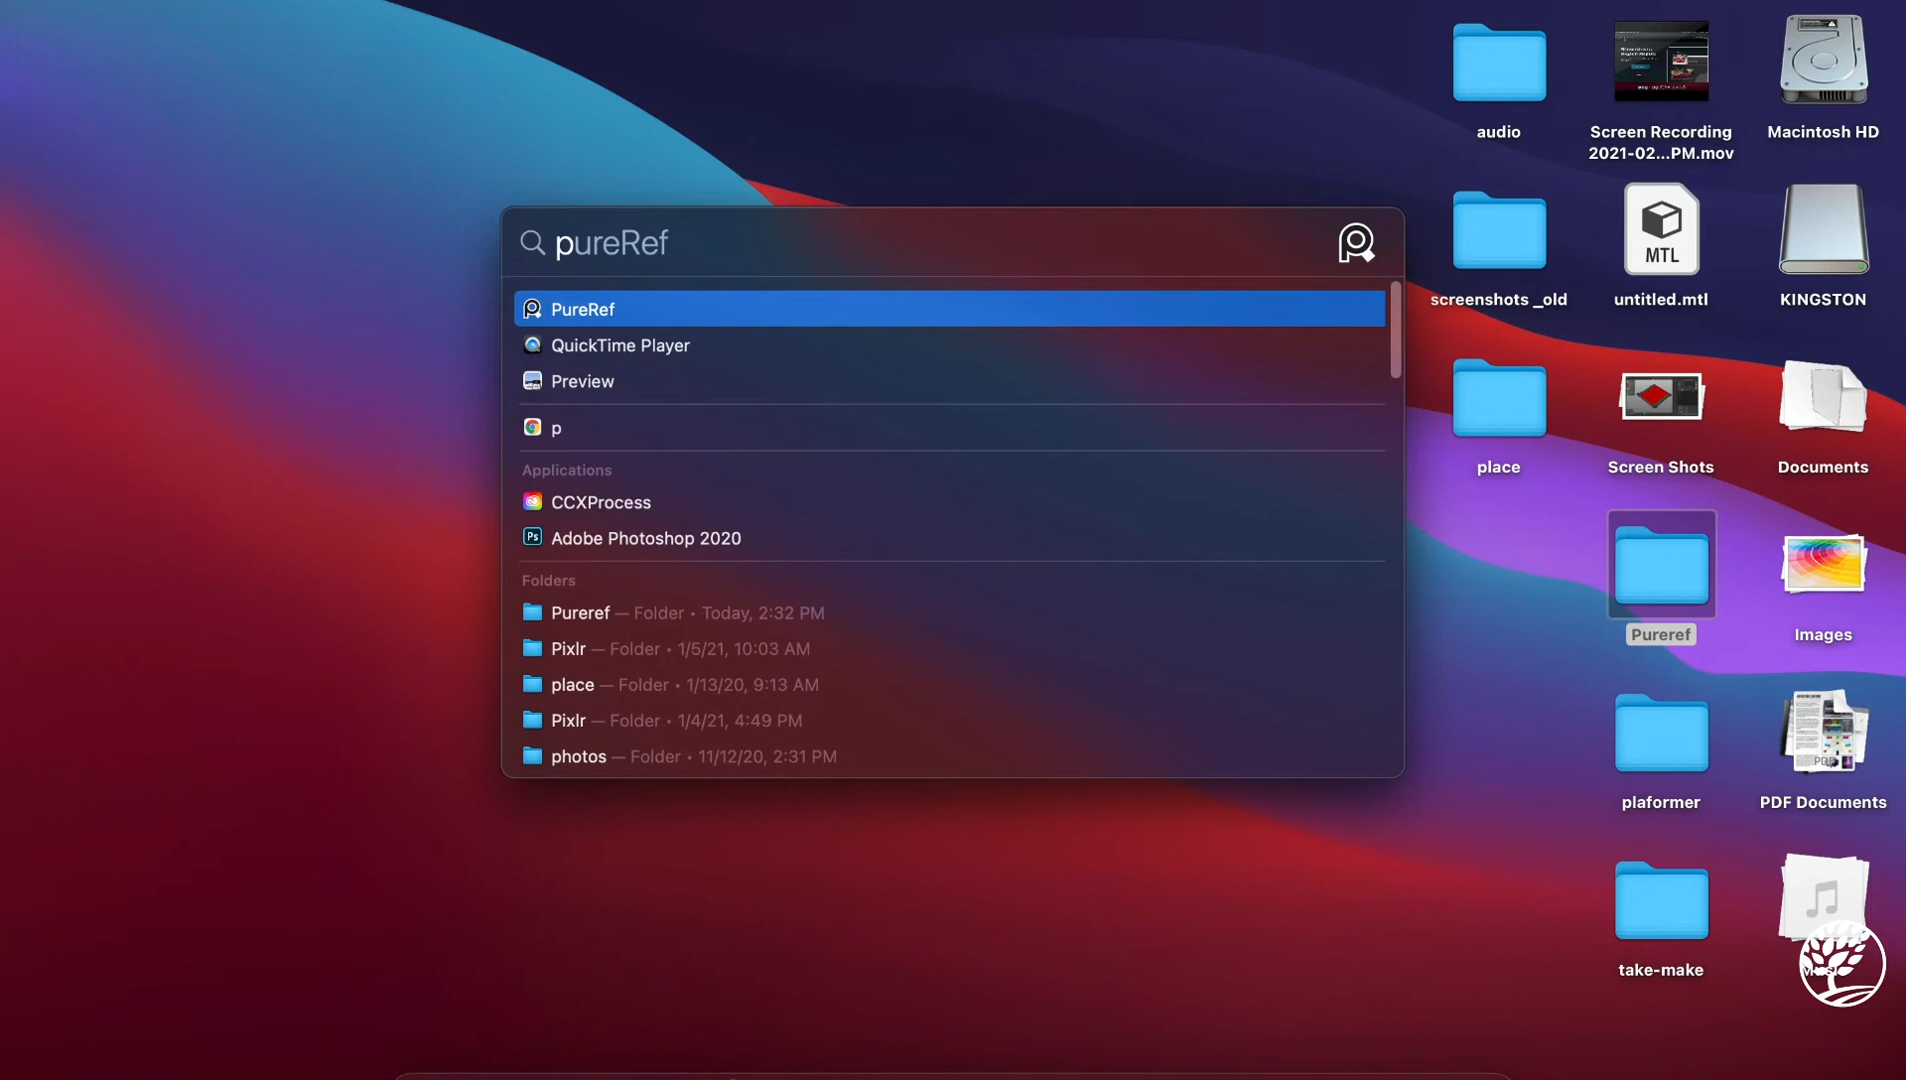 pureRef
PureRef
QuickTime Player
Preview
p
Applications
CCXProcess
Ps Adobe Photoshop 2020
Folders
Pureref — Folder • Today, 2:32 PM
Pixlr — Folder • 1/5/21, 10:03 AM
place — Folder • 1/13/20, 9:13 AM
Pixlr — Folder • 1/4/21, 4:49 PM
photos — Folder • 11/12/20, 2:31 PM
audio
Screen Recording
2021-02...PM.mov
Macintosh HD
screenshots _old
MTL
untitled.mtl
KINGSTON
place
Screen Shots
Documents
Pureref
Images
plaformer
PDF
PDF Documents
take-make